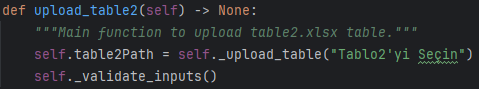 def upload_table2(self) -> None:
    """Main function to upload table2.xlsx table."""
    self.table2Path = self._upload_table("Tablo2'yi Seçin")
    self._validate_inputs()